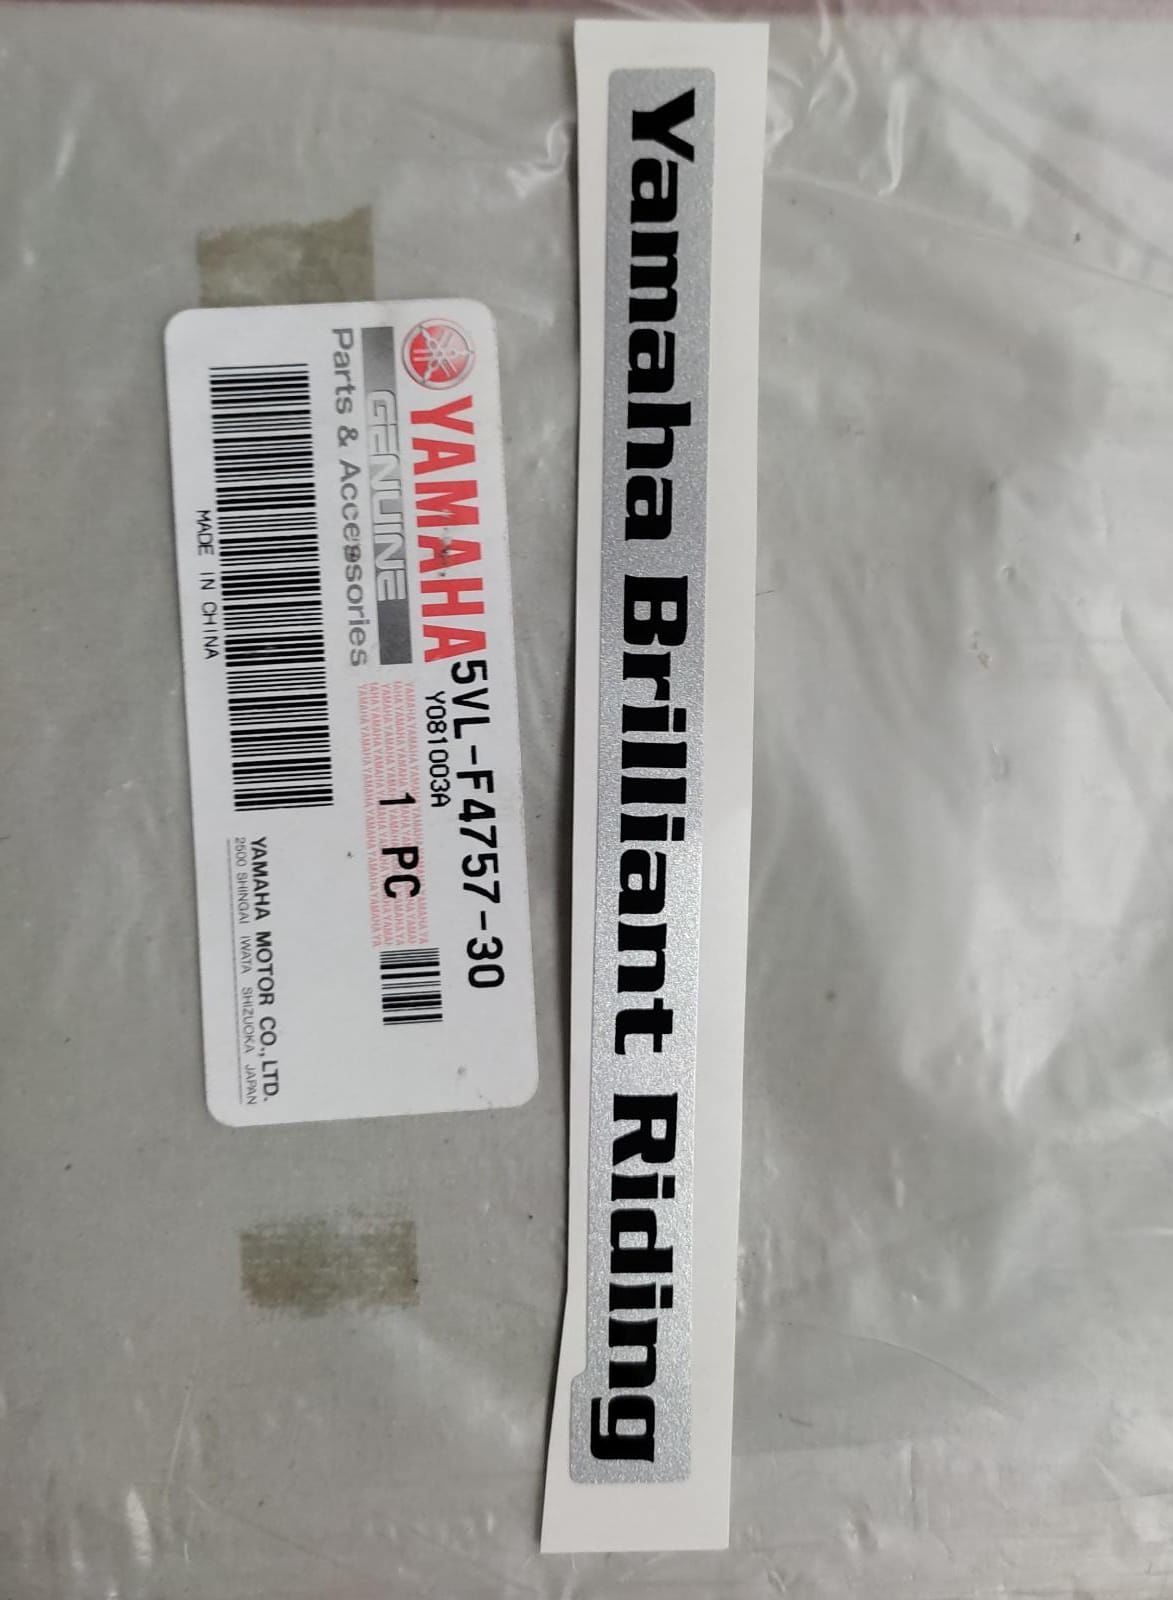 YAMAHA
GENUINE
Parts & Accessories
5VL-F4757-30
Y081003A
1 PC
MADE IN CHINA
YAMAHA MOTOR CO., LTD.
2500 SHINGAI IWATA SHIZUOKA JAPAN
Yamaha Brilliant Riding